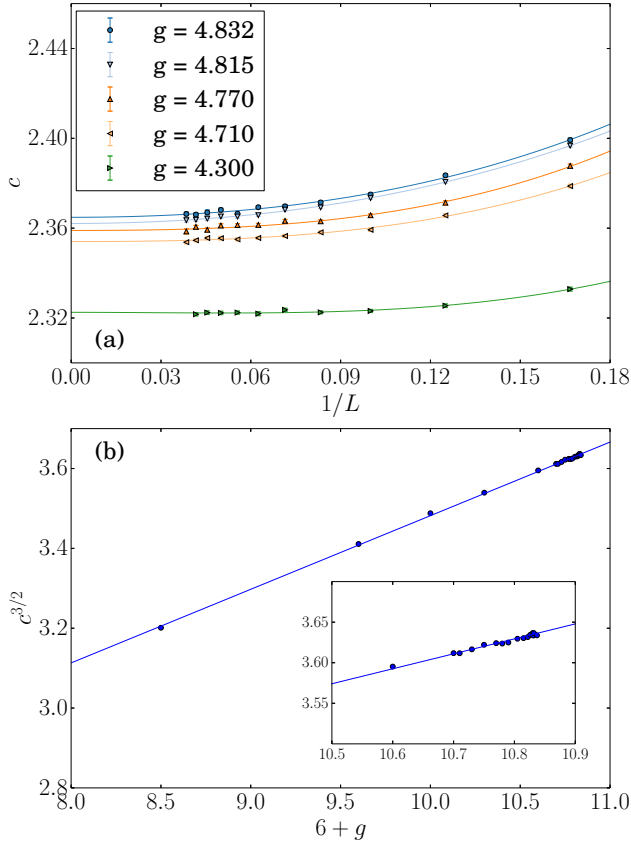 2.44
2.40
2.36
2.32
c
g = 4.832
g = 4.815
g = 4.770
g = 4.710
g = 4.300
(a)
0.00 0.03 0.06 0.09 0.12 0.15 0.18
1/L
(b)
3.6
3.4
3.2
3.0
2.8
c^{3/2}
3.65
3.60
3.55
10.5 10.6 10.7 10.8 10.9
8.0 8.5 9.0 9.5 10.0 10.5 11.0
6 + g